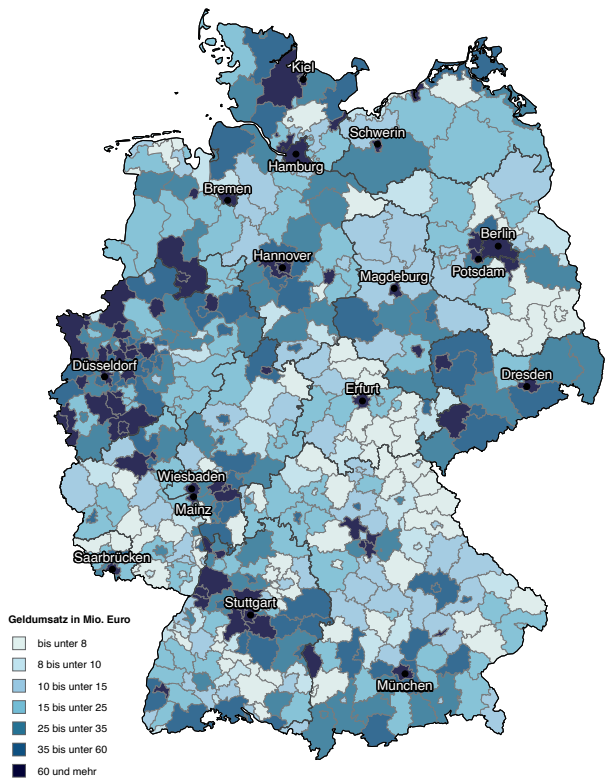 Kiel
Schwerin
Hamburg
Bremen
Berlin
Hannover
Potsdam
Magdeburg
Düsseldorf
Dresden
Erfurt
Wiesbaden
Mainz
Saarbrücken
Stuttgart
München
Geldumsatz in Mio. Euro
bis unter 8
8 bis unter 10
10 bis unter 15
15 bis unter 25
25 bis unter 35
35 bis unter 60
60 und mehr